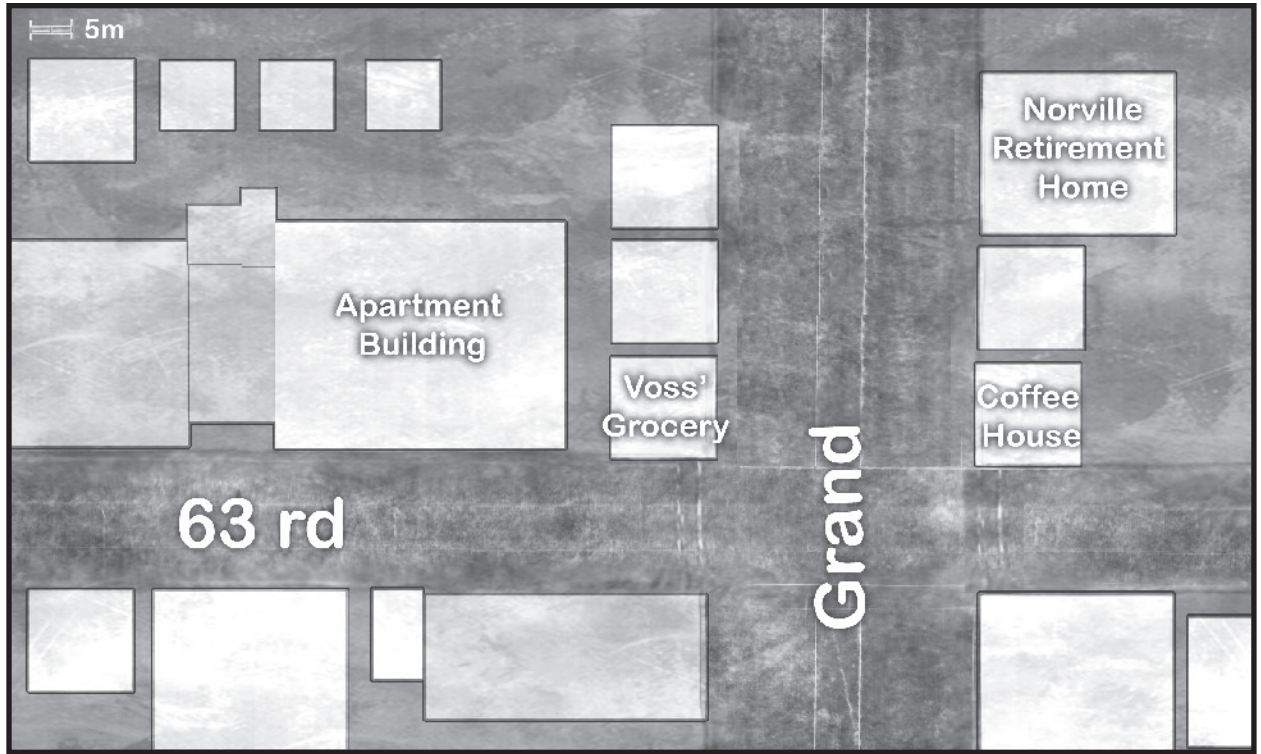 5m
Norville
Retirement
Home
Apartment
Building
Voss'
Grocery
Coffee
House
63 rd
Grand